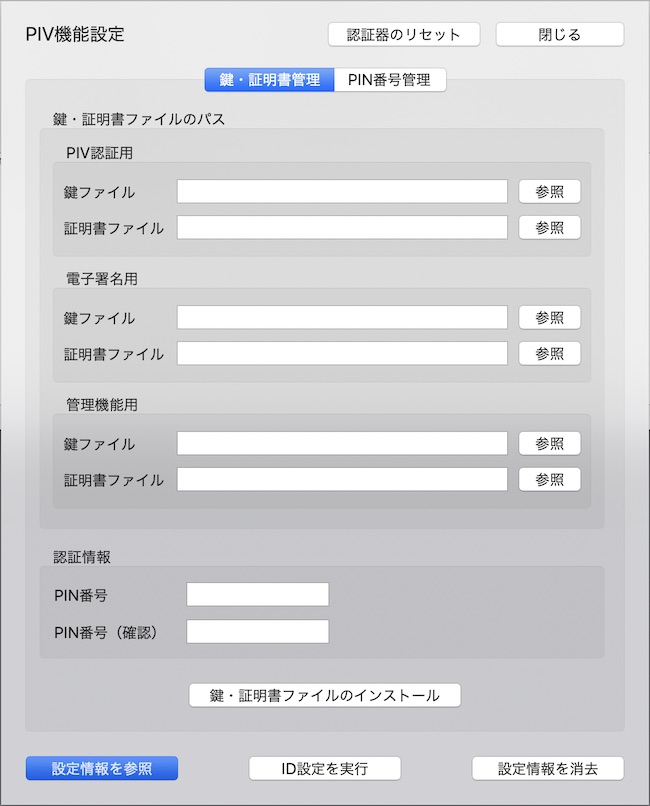 PIV機能設定 認証器のリセット 閉じる
鍵・証明書管理 PIN番号管理
鍵・証明書ファイルのパス
PIV認証用
鍵ファイル 参照
証明書ファイル 参照
電子署名用
鍵ファイル 参照
証明書ファイル 参照
管理機能用
鍵ファイル 参照
証明書ファイル 参照
認証情報
PIN番号
PIN番号（確認）
鍵・証明書ファイルのインストール
設定情報を参照 ID設定を実行 設定情報を消去